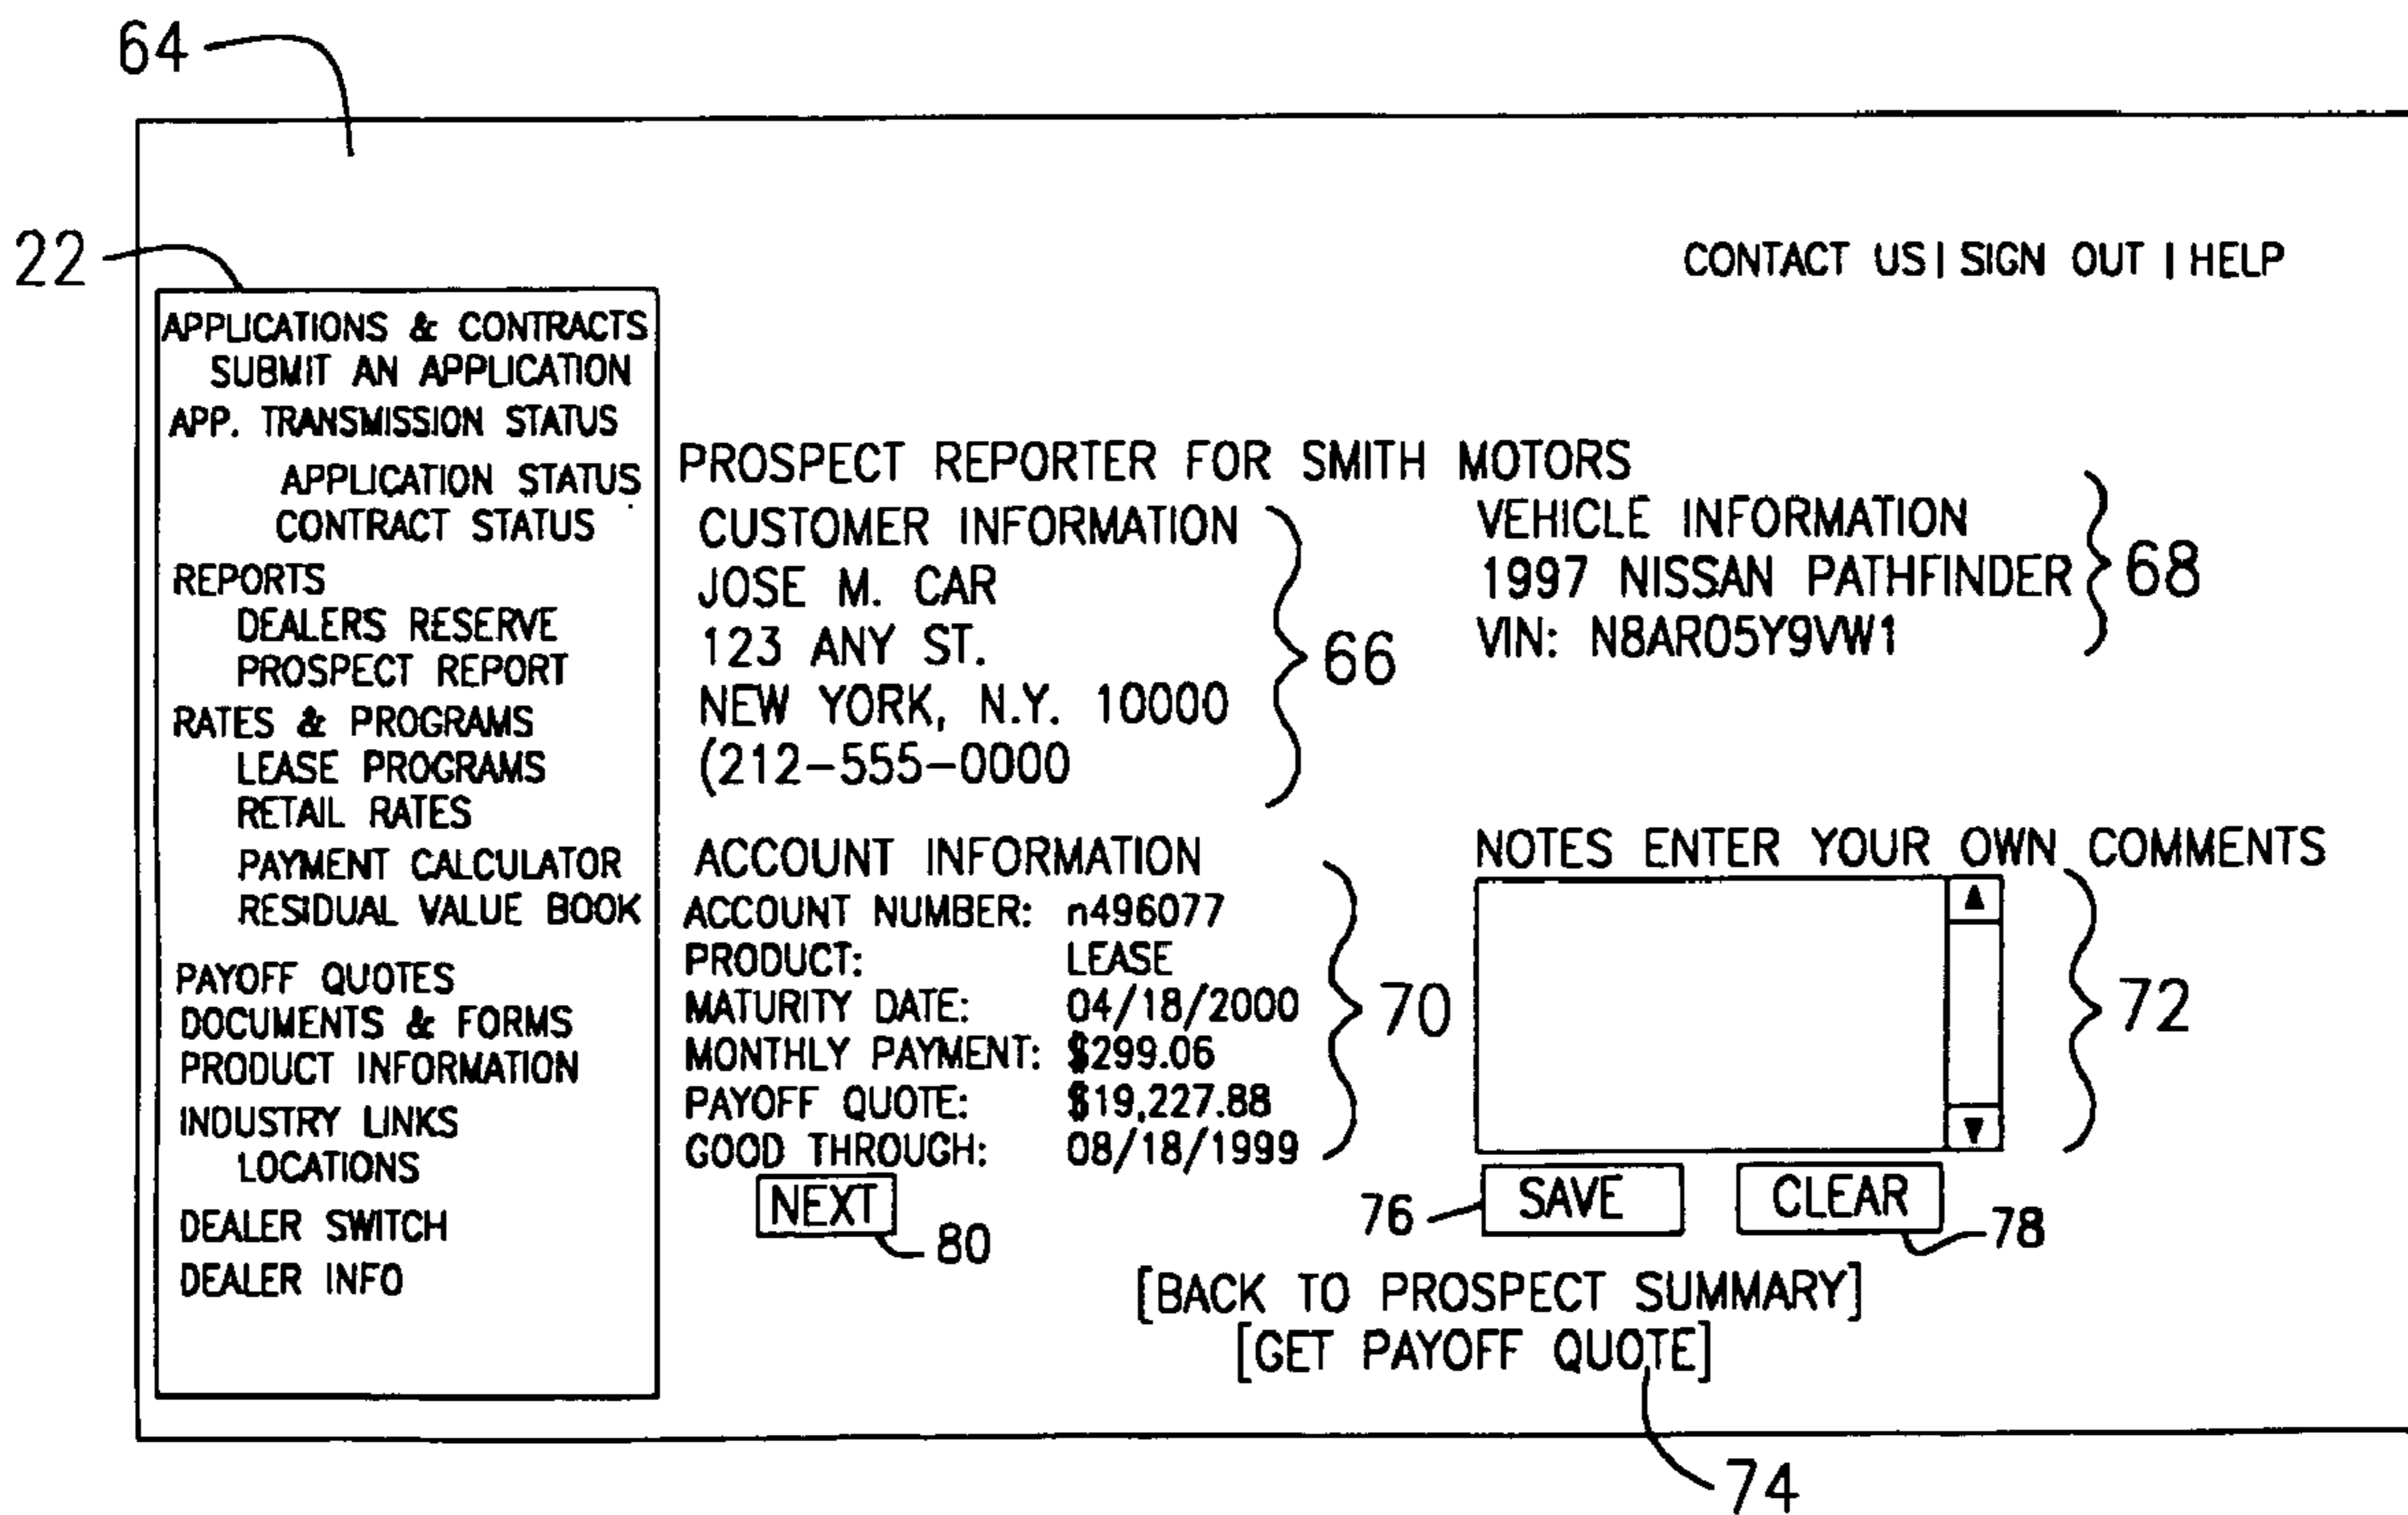 64
22
CONTACT US | SIGN OUT | HELP
APPLICATIONS & CONTRACTS
SUBMIT AN APPLICATION
APP. TRANSMISSION STATUS
APPLICATION STATUS
CONTRACT STATUS
REPORTS
DEALERS RESERVE
PROSPECT REPORT
RATES & PROGRAMS
LEASE PROGRAMS
RETAIL RATES
PAYMENT CALCULATOR
RESIDUAL VALUE BOOK
PAYOFF QUOTES
DOCUMENTS & FORMS
PRODUCT INFORMATION
INDUSTRY LINKS
LOCATIONS
DEALER SWITCH
DEALER INFO
PROSPECT REPORTER FOR SMITH MOTORS
CUSTOMER INFORMATION
JOSE M. CAR
123 ANY ST.
NEW YORK, N.Y. 10000
(212-555-0000
66
VEHICLE INFORMATION
1997 NISSAN PATHFINDER
VIN: N8AR05Y9VW1
68
ACCOUNT INFORMATION
ACCOUNT NUMBER: n496077
PRODUCT: LEASE
MATURITY DATE: 04/18/2000
MONTHLY PAYMENT: $299.06
PAYOFF QUOTE: $19,227.88
GOOD THROUGH: 08/18/1999
70
NEXT
80
NOTES ENTER YOUR OWN COMMENTS
72
76
SAVE
CLEAR
78
[BACK TO PROSPECT SUMMARY]
[GET PAYOFF QUOTE]
74